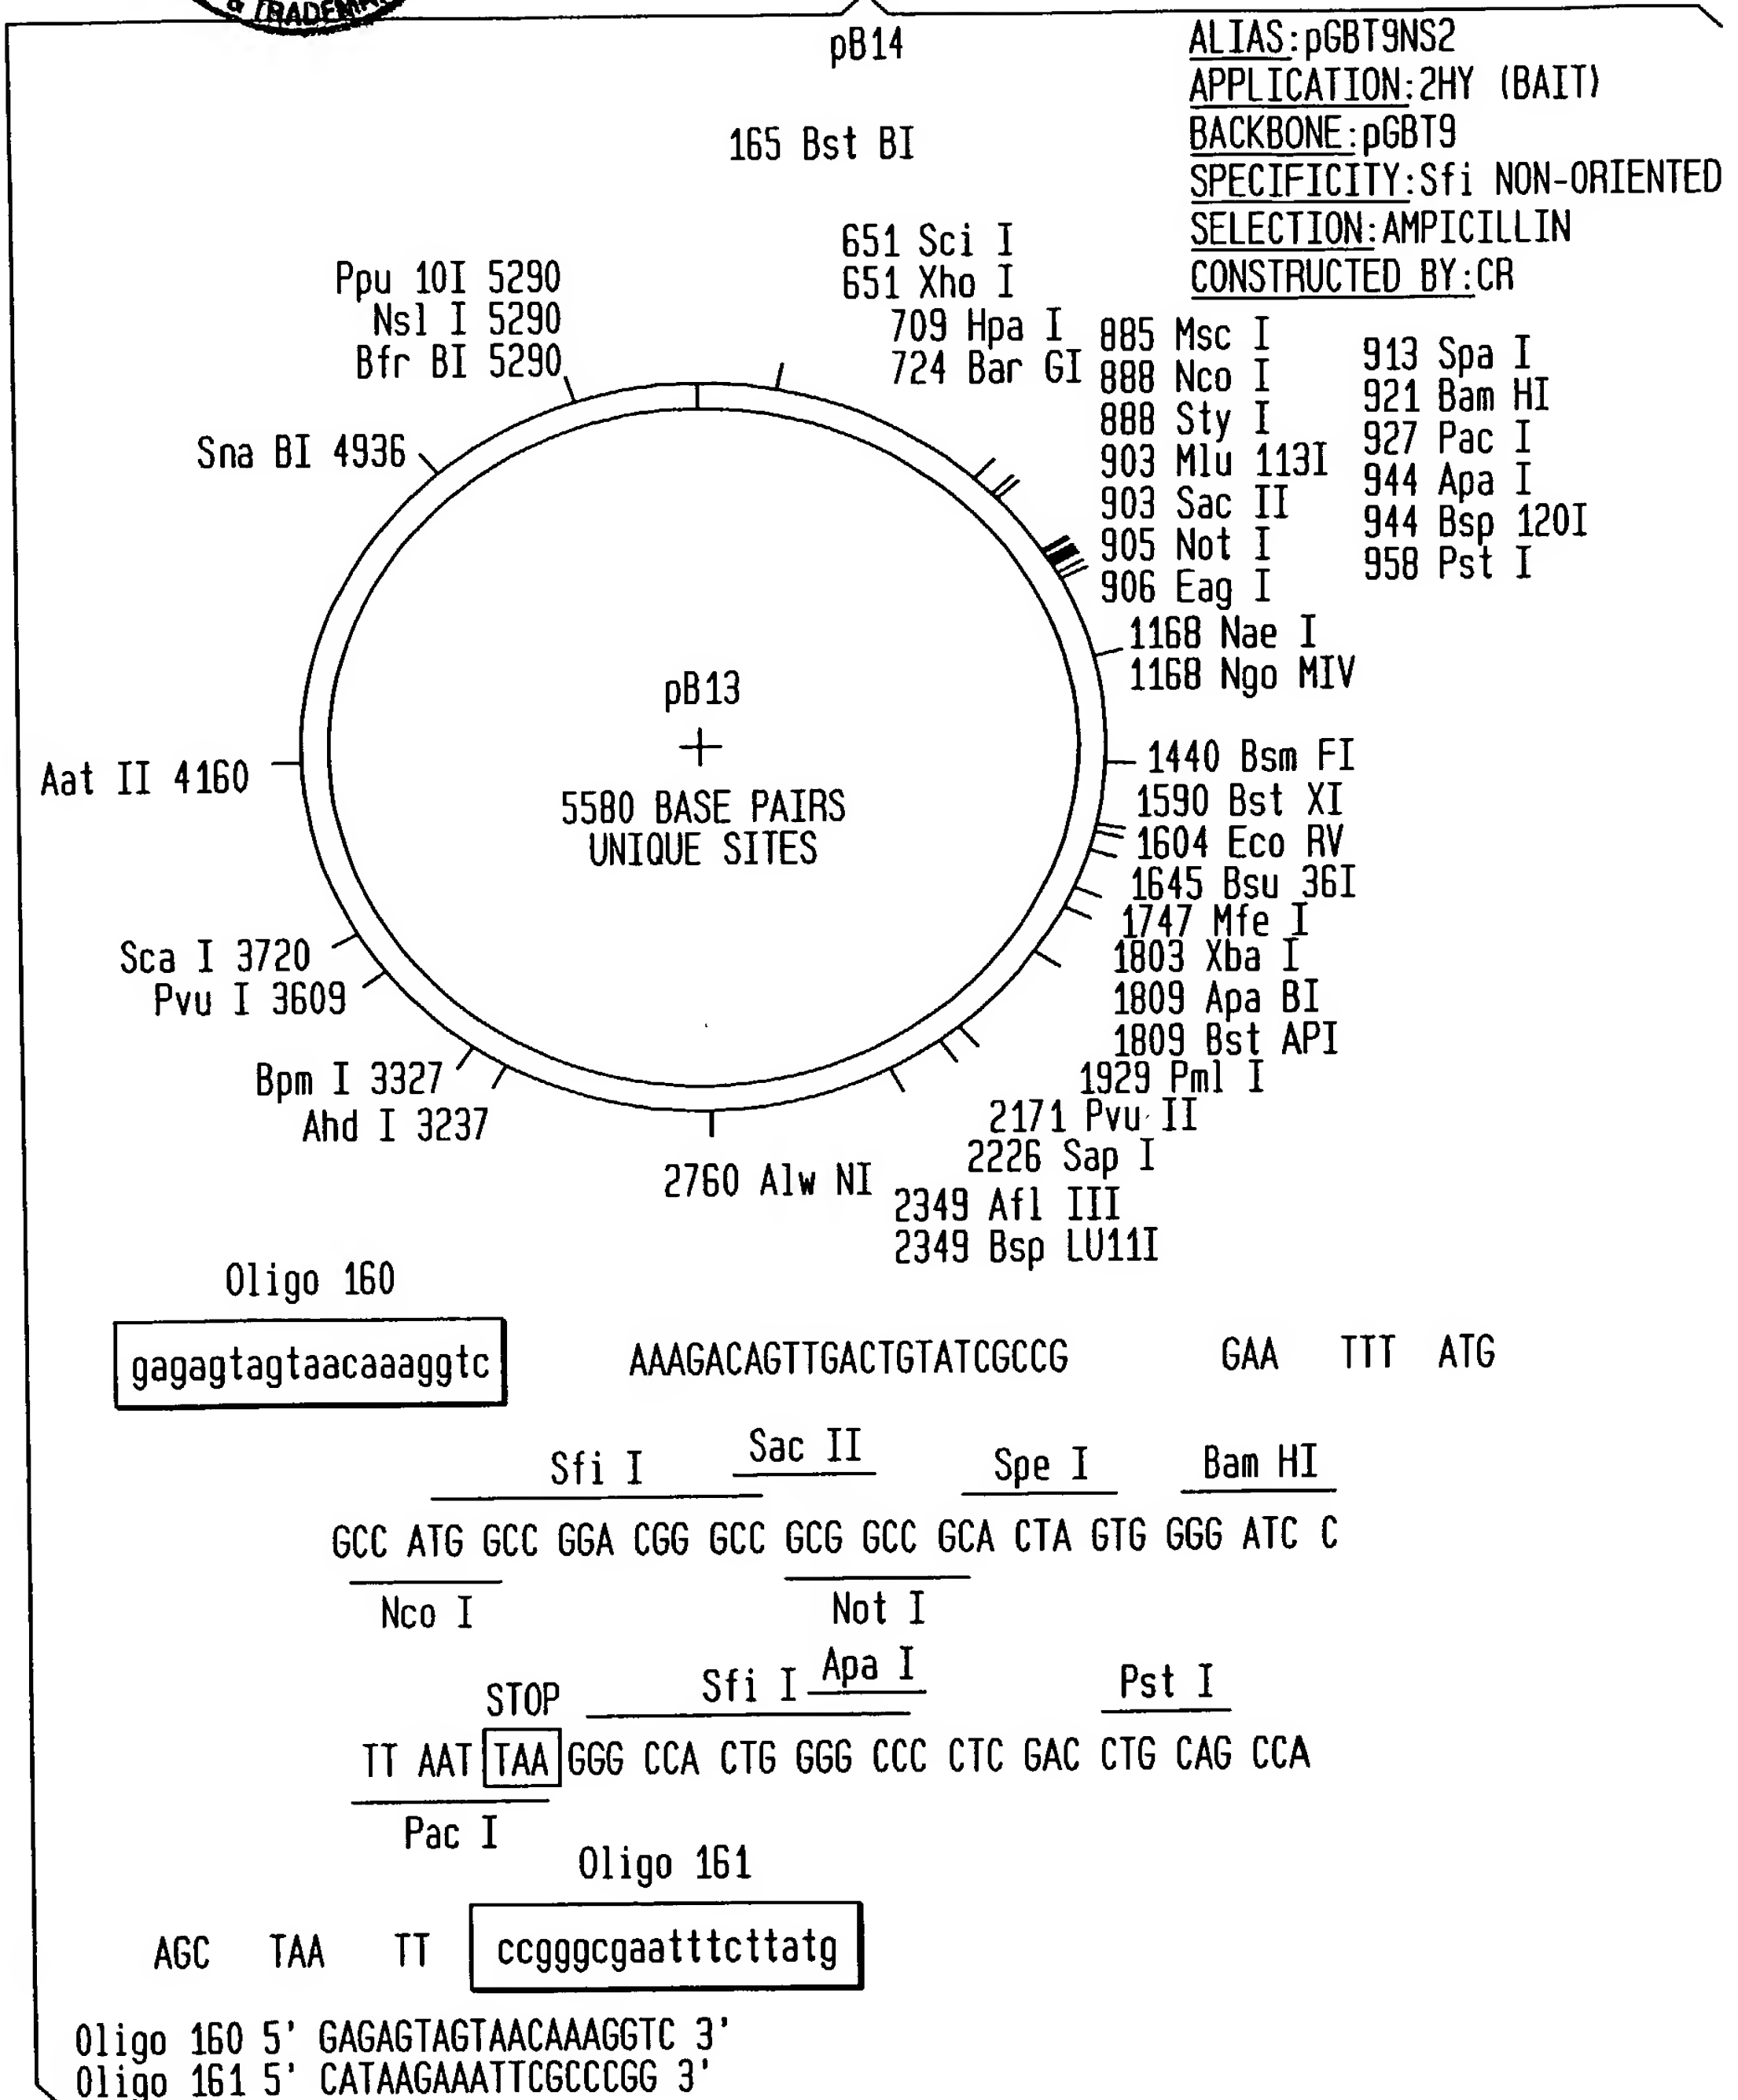 & TRADEMA
pB14
ALIAS:pGBT9NS2
APPLICATION:2HY (BAIT)
BACKBONE:pGBT9
SPECIFICITY:Sfi NON-ORIENTED
SELECTION:AMPICILLIN
CONSTRUCTED BY:CR
165 Bst BI
651 Sci I
651 Xho I
709 Hpa I
724 Bar GI
Ppu 10I 5290
Nsl I 5290
Bfr BI 5290
885 Msc I
888 Nco I
888 Sty I
903 Mlu 113I
903 Sac II
905 Not I
906 Eag I
913 Spa I
921 Bam HI
927 Pac I
944 Apa I
944 Bsp 120I
958 Pst I
Sna BI 4936
1168 Nae I
1168 Ngo MIV
pB13
5580 BASE PAIRS
UNIQUE SITES
Aat II 4160
1440 Bsm FI
1590 Bst XI
1604 Eco RV
1645 Bsu 36I
1747 Mfe I
1803 Xba I
1809 Apa BI
1809 Bst API
1929 Pml I
2171 Pvu II
2226 Sap I
2349 Afl III
2349 Bsp LU11I
Sca I 3720
Pvu I 3609
Bpm I 3327
Ahd I 3237
2760 Alw NI
Oligo 160
gagagtagtaacaaaggtc AAAGACAGTTGACTGTATCGCCG GAA TTT ATG
Sfi I Sac II Spe I Bam HI
GCC ATG GCC GGA CGG GCC GCG GCC GCA CTA GTG GGG ATC C
Nco I Not I
STOP Sfi I Apa I Pst I
TT AAT TAA GGG CCA CTG GGG CCC CTC GAC CTG CAG CCA
Pac I
Oligo 161
AGC TAA TT ccgggcgaatttcttatg
Oligo 160 5' GAGAGTAGTAACAAAGGTC 3'
Oligo 161 5' CATAAGAAATTCGCCCGG 3'